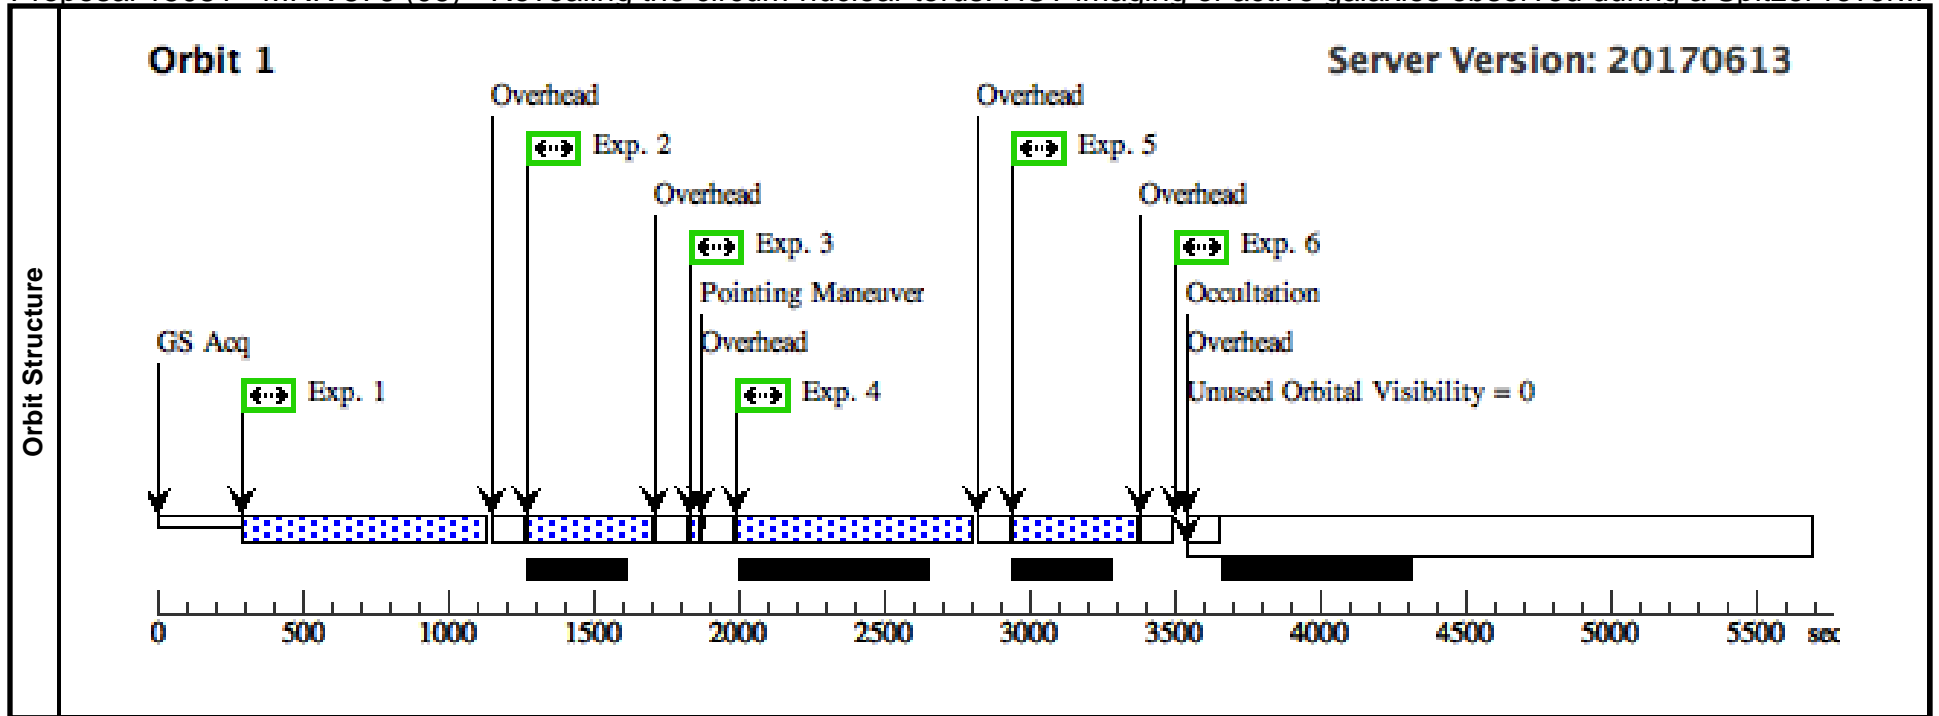 Orbit 1
Server Version: 20170613
Overhead
Overhead
Exp. 2
Exp. 5
Overhead
Overhead
Exp. 3
Exp. 6
Pointing Maneuver
Occultation
GS Acq
Overhead
Overhead
Exp. 1
Exp. 4
Unused Orbital Visibility = 0
Orbit Structure
0 500 1000 1500 2000 2500 3000 3500 4000 4500 5000 5500 sec